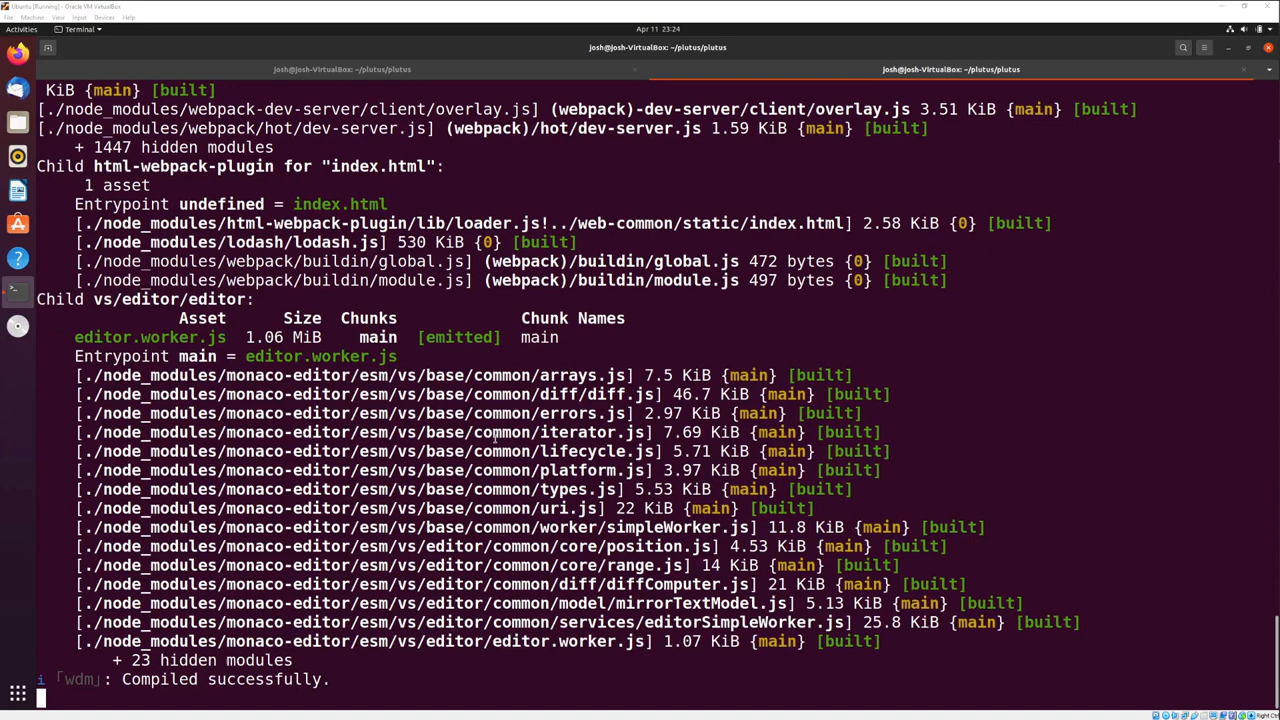 Ubuntu [Running] - Oracle VM VirtualBox
File Machine View Input Devices Help
Activities Terminal Apr 11 23:24
josh@josh-VirtualBox: ~/plutus/plutus
josh@josh-VirtualBox: ~/plutus/plutus josh@josh-VirtualBox: ~/plutus/plutus
KiB {main} [built]
[./node_modules/webpack-dev-server/client/overlay.js] (webpack)-dev-server/client/overlay.js 3.51 KiB {main} [built]
[./node_modules/webpack/hot/dev-server.js] (webpack)/hot/dev-server.js 1.59 KiB {main} [built]
+ 1447 hidden modules
Child html-webpack-plugin for "index.html":
1 asset
Entrypoint undefined = index.html
[./node_modules/html-webpack-plugin/lib/loader.js!../web-common/static/index.html] 2.58 KiB {0} [built]
[./node_modules/lodash/lodash.js] 530 KiB {0} [built]
[./node_modules/webpack/buildin/global.js] (webpack)/buildin/global.js 472 bytes {0} [built]
[./node_modules/webpack/buildin/module.js] (webpack)/buildin/module.js 497 bytes {0} [built]
Child vs/editor/editor:
Asset Size Chunks Chunk Names
editor.worker.js 1.06 MiB main [emitted] main
Entrypoint main = editor.worker.js
[./node_modules/monaco-editor/esm/vs/base/common/arrays.js] 7.5 KiB {main} [built]
[./node_modules/monaco-editor/esm/vs/base/common/diff/diff.js] 46.7 KiB {main} [built]
[./node_modules/monaco-editor/esm/vs/base/common/errors.js] 2.97 KiB {main} [built]
[./node_modules/monaco-editor/esm/vs/base/common/iterator.js] 7.69 KiB {main} [built]
[./node_modules/monaco-editor/esm/vs/base/common/lifecycle.js] 5.71 KiB {main} [built]
[./node_modules/monaco-editor/esm/vs/base/common/platform.js] 3.97 KiB {main} [built]
[./node_modules/monaco-editor/esm/vs/base/common/types.js] 5.53 KiB {main} [built]
[./node_modules/monaco-editor/esm/vs/base/common/uri.js] 22 KiB {main} [built]
[./node_modules/monaco-editor/esm/vs/base/common/worker/simpleWorker.js] 11.8 KiB {main} [built]
[./node_modules/monaco-editor/esm/vs/editor/common/core/position.js] 4.53 KiB {main} [built]
[./node_modules/monaco-editor/esm/vs/editor/common/core/range.js] 14 KiB {main} [built]
[./node_modules/monaco-editor/esm/vs/editor/common/diff/diffComputer.js] 21 KiB {main} [built]
[./node_modules/monaco-editor/esm/vs/editor/common/model/mirrorTextModel.js] 5.13 KiB {main} [built]
[./node_modules/monaco-editor/esm/vs/editor/common/services/editorSimpleWorker.js] 25.8 KiB {main} [built]
[./node_modules/monaco-editor/esm/vs/editor/editor.worker.js] 1.07 KiB {main} [built]
+ 23 hidden modules
i ｢wdm｣: Compiled successfully.
Right Ctrl